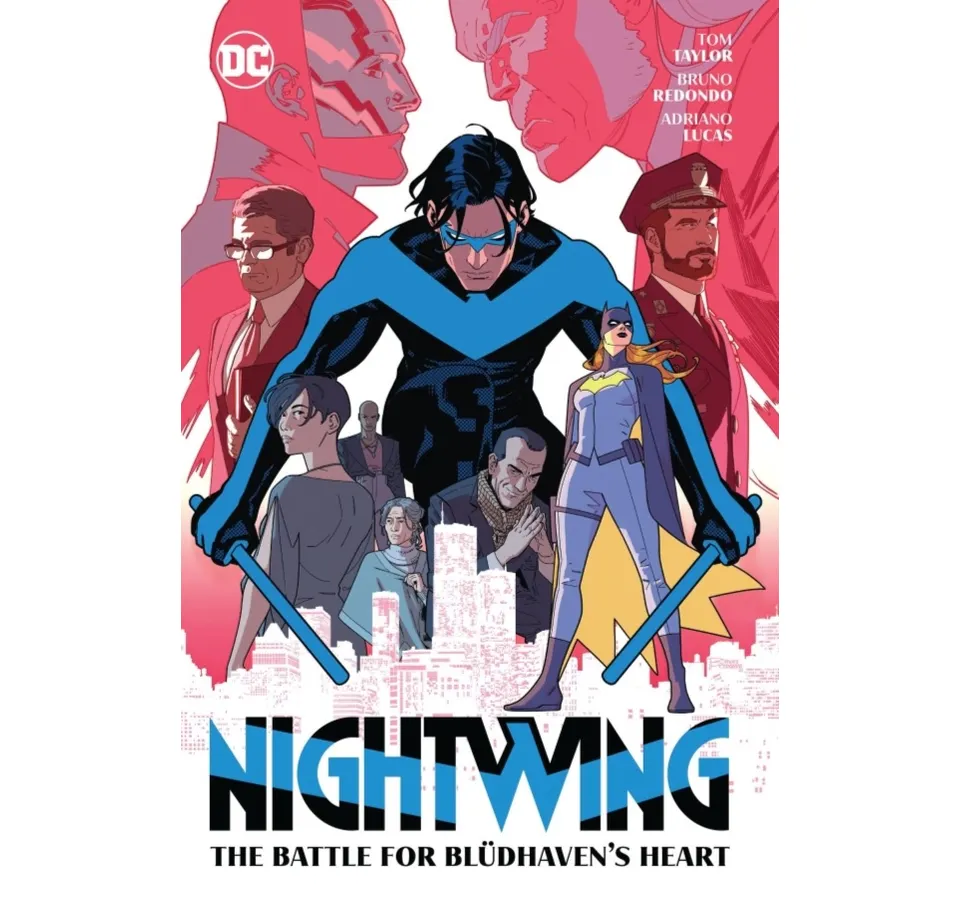 DC
TOM
TAYLOR
BRUNO
REDONDO
ADRIANO
LUCAS
NIGHTWING
THE BATTLE FOR BLÜDHAVEN'S HEART